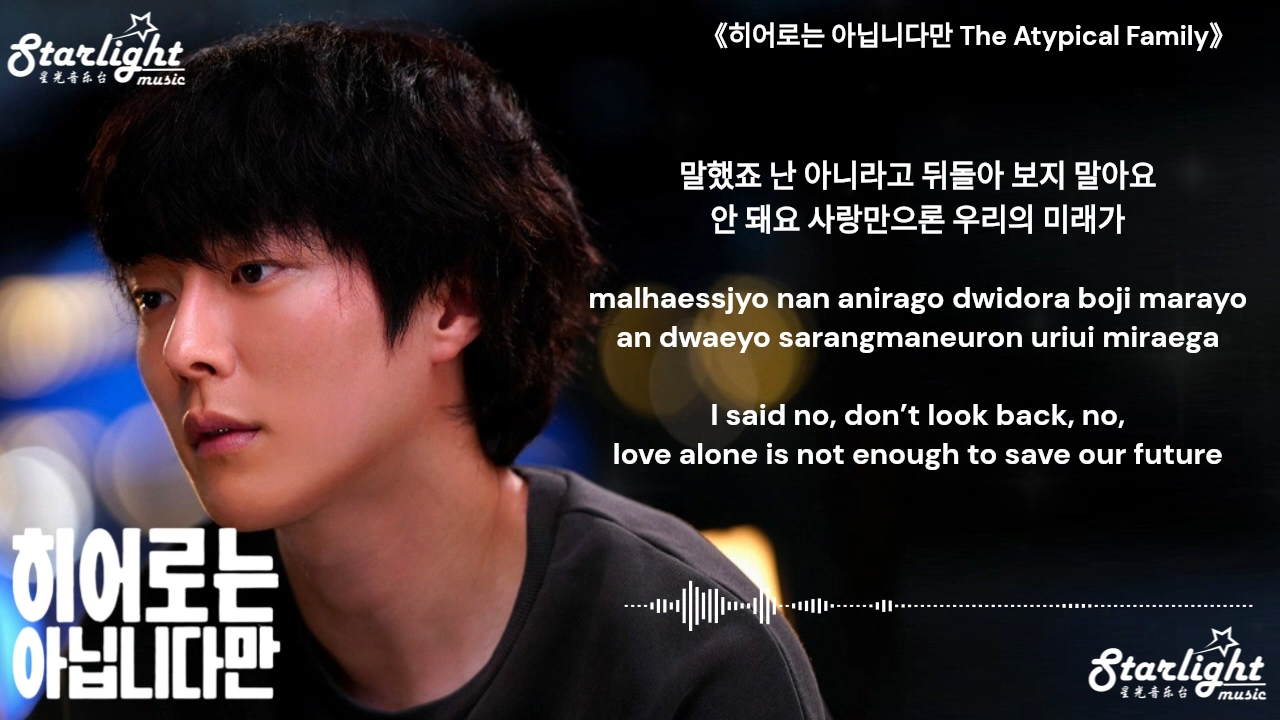 Starlight
星光音乐台 music
《히어로는 아닙니다만 The Atypical Family》
말했죠 난 아니라고 뒤돌아 보지 말아요
안 돼요 사랑만으론 우리의 미래가
malhaessjyo nan anirago dwidora boji marayo
an dwaeyo sarangmaneuron uriui miraega
I said no, don’t look back, no,
love alone is not enough to save our future
히어로는
아닙니다만
Starlight
星光音乐台 music